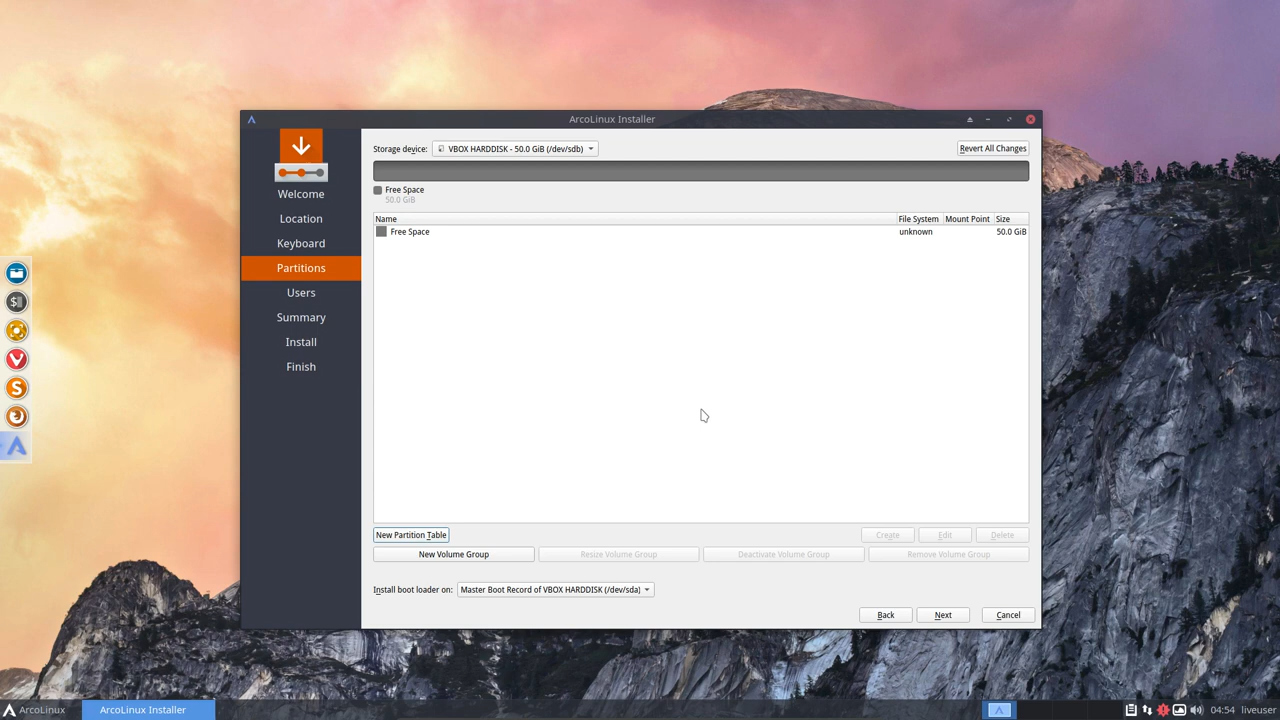 ArcoLinux Installer
Storage device: VBOX HARDDISK - 50.0 GiB (/dev/sdb)
Revert All Changes
Free Space
50.0 GiB
Name File System Mount Point Size
Free Space unknown 50.0 GiB
Welcome
Location
Keyboard
Partitions
Users
Summary
Install
Finish
New Partition Table Create Edit Delete
New Volume Group Resize Volume Group Deactivate Volume Group Remove Volume Group
Install boot loader on: Master Boot Record of VBOX HARDDISK (/dev/sda)
Back Next Cancel
ArcoLinux ArcoLinux Installer 04:54 liveuser